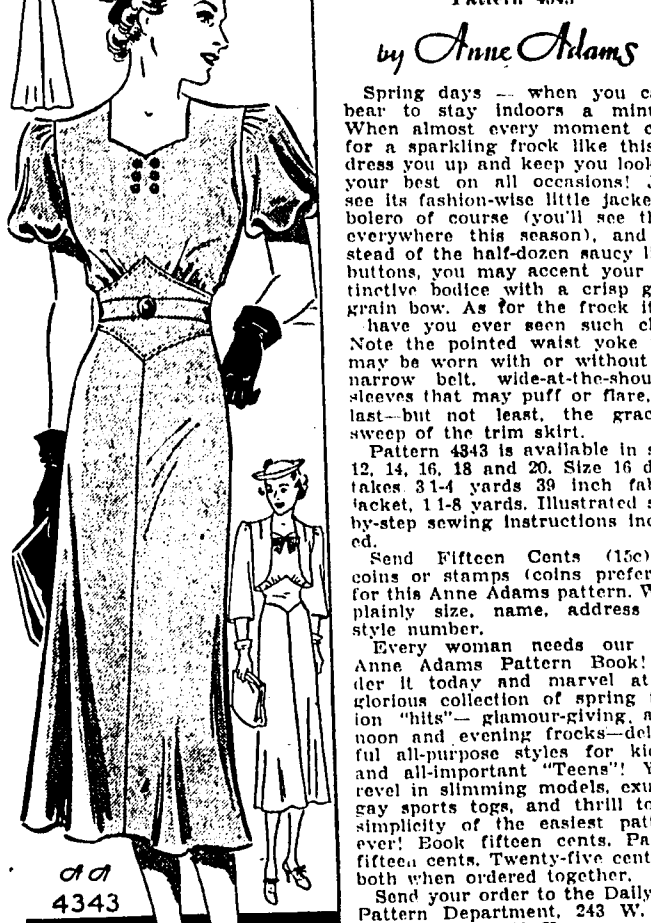 Pattern 4343
by Anne Adams
Spring days — when you c
bear to stay indoors a min
When almost every moment c
for a sparkling frock like this
dress you up and keep you look
your best on all occasions! J
see its fashion-wise little jacke
bolero of course (you'll see th
everywhere this season), and
stead of the half-dozen saucy li
buttons, you may accent your
tinctive bodice with a crisp g
grain bow. As for the frock it
have you ever seen such ch
Note the pointed waist yoke
may be worn with or without
narrow belt, wide-at-the-shou
sleeves that may puff or flare,
last—but not least, the grac
sweep of the trim skirt.
Pattern 4343 is available in s
12, 14, 16, 18 and 20. Size 16 d
takes 3 1-4 yards 39 inch fab
jacket, 1 1-8 yards. Illustrated s
by-step sewing instructions inc
ed.
Send Fifteen Cents (15c)
coins or stamps (coins prefer
for this Anne Adams pattern. W
plainly size, name, address
style number.
Every woman needs our
Anne Adams Pattern Book!
der it today and marvel at
glorious collection of spring
ion "hits"— glamour-giving, a
noon and evening frocks—del
ful all-purpose styles for ki
and all-important "Teens"! Y
revel in slimming models, exu
gay sports togs, and thrill to
simplicity of the easiest pat
ever! Book fifteen cents. Pa
fifteen cents. Twenty-five cent
both when ordered together.
Send your order to the Daily
Pattern Department, 243 W.
AA
4343